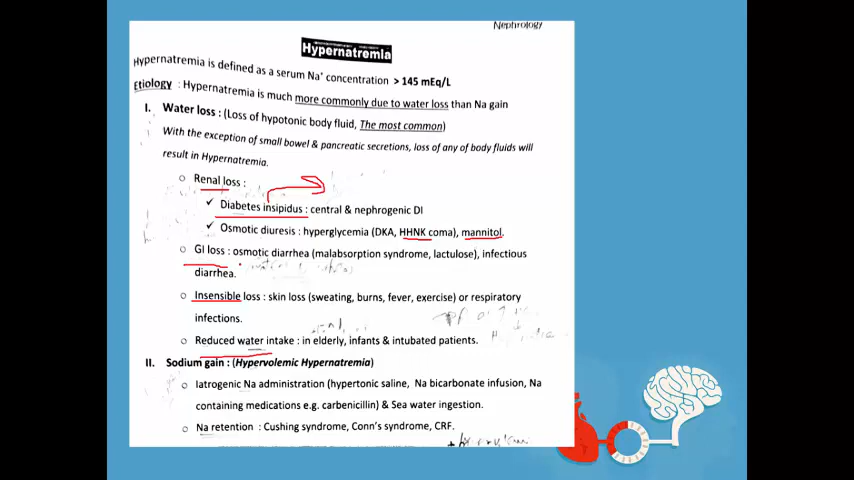 Nephrology
Hypernatremia
Hypernatremia is defined as a serum Na⁺ concentration > 145 mEq/L
Etiology : Hypernatremia is much more commonly due to water loss than Na gain
I. Water loss : (Loss of hypotonic body fluid, The most common)
With the exception of small bowel & pancreatic secretions, loss of any of body fluids will
result in Hypernatremia.
○ Renal loss :
✓ Diabetes insipidus : central & nephrogenic DI
✓ Osmotic diuresis : hyperglycemia (DKA, HHNK coma), mannitol.
○ GI loss : osmotic diarrhea (malabsorption syndrome, lactulose), infectious
diarrhea.
○ Insensible loss : skin loss (sweating, burns, fever, exercise) or respiratory
infections.
○ Reduced water intake : in elderly, infants & intubated patients.
II. Sodium gain : (Hypervolemic Hypernatremia)
○ Iatrogenic Na administration (hypertonic saline, Na bicarbonate infusion, Na
containing medications e.g. carbenicillin) & Sea water ingestion.
○ Na retention : Cushing syndrome, Conn's syndrome, CRF.